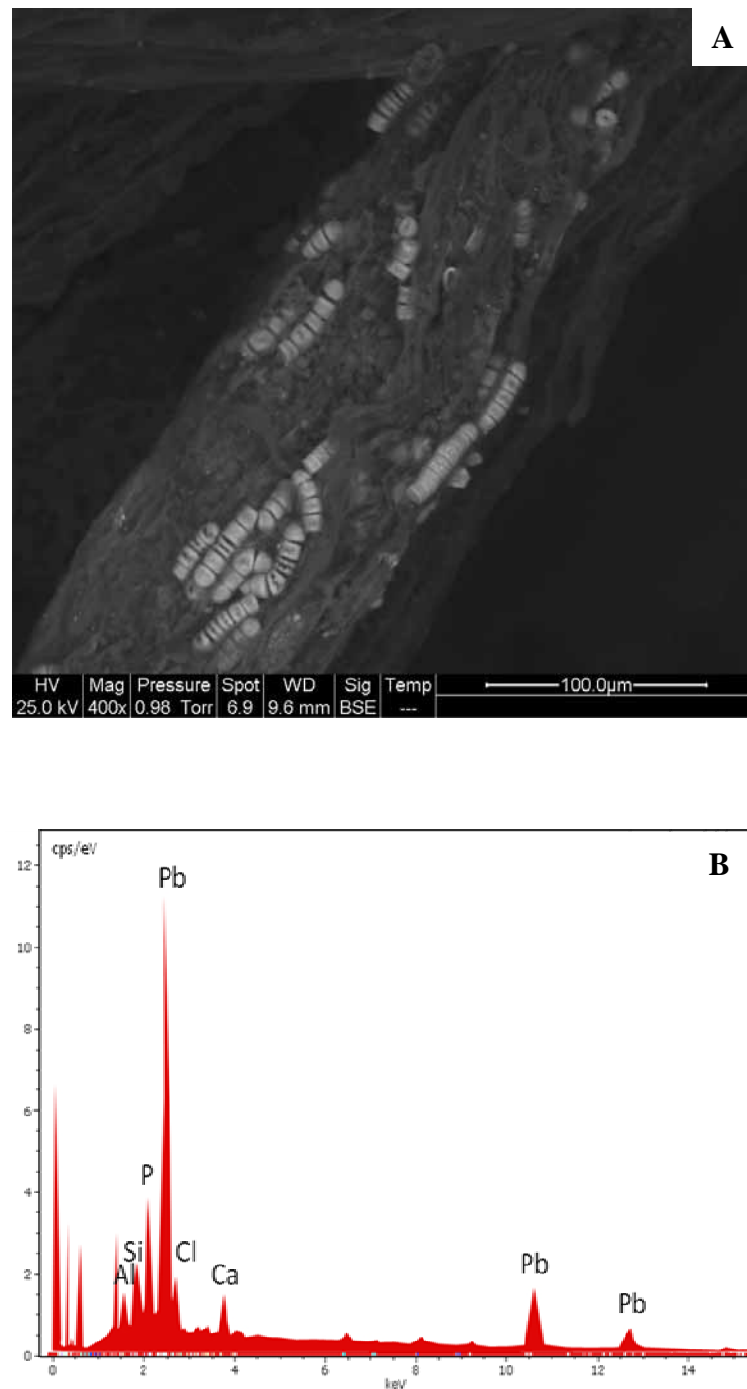 A
HV Mag Pressure Spot WD Sig Temp
25.0 kV 400x 0.98 Torr 6.9 9.6 mm BSE ---
100.0µm
B
cps/eV
12
10
8
6
4
2
0
Pb
P
Si
Al
Cl
Ca
Pb
Pb
0 2 4 6 8 10 12 14
keV